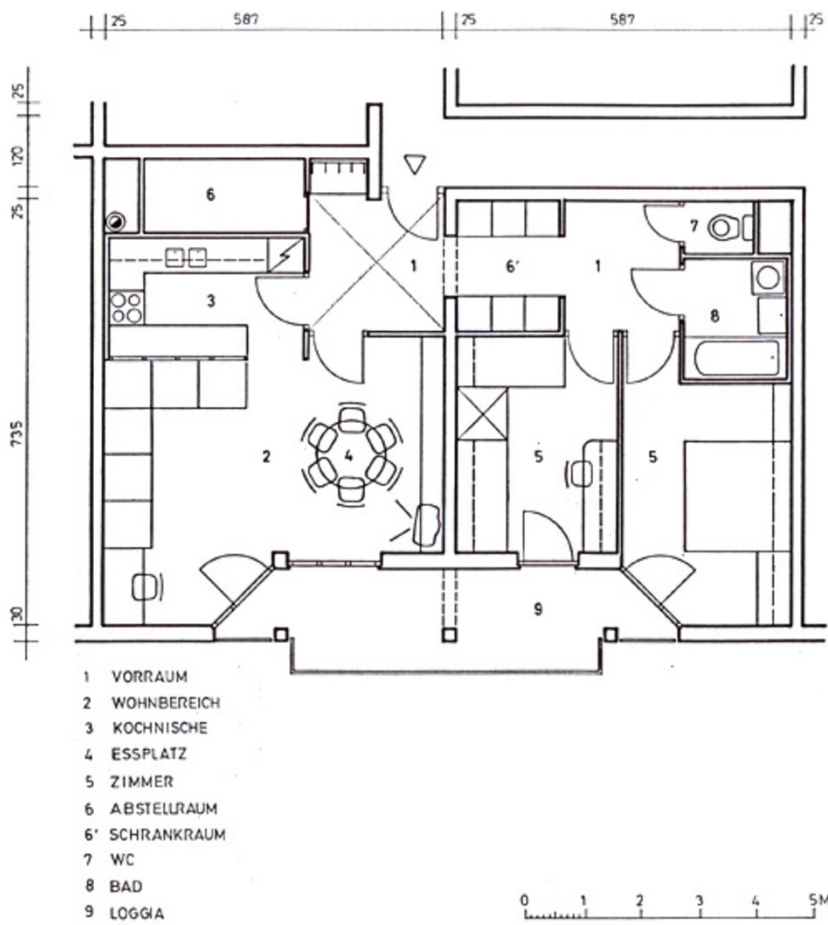 25 587 25 587 25
25
120
25
735
30
6
7
1
6'
1
3
8
2
4
5
5
9
1 VORRAUM
2 WOHNBEREICH
3 KOCHNISCHE
4 ESSPLATZ
5 ZIMMER
6 ABSTELLRAUM
6' SCHRANKRAUM
7 WC
8 BAD
9 LOGGIA
0 1 2 3 4 5M